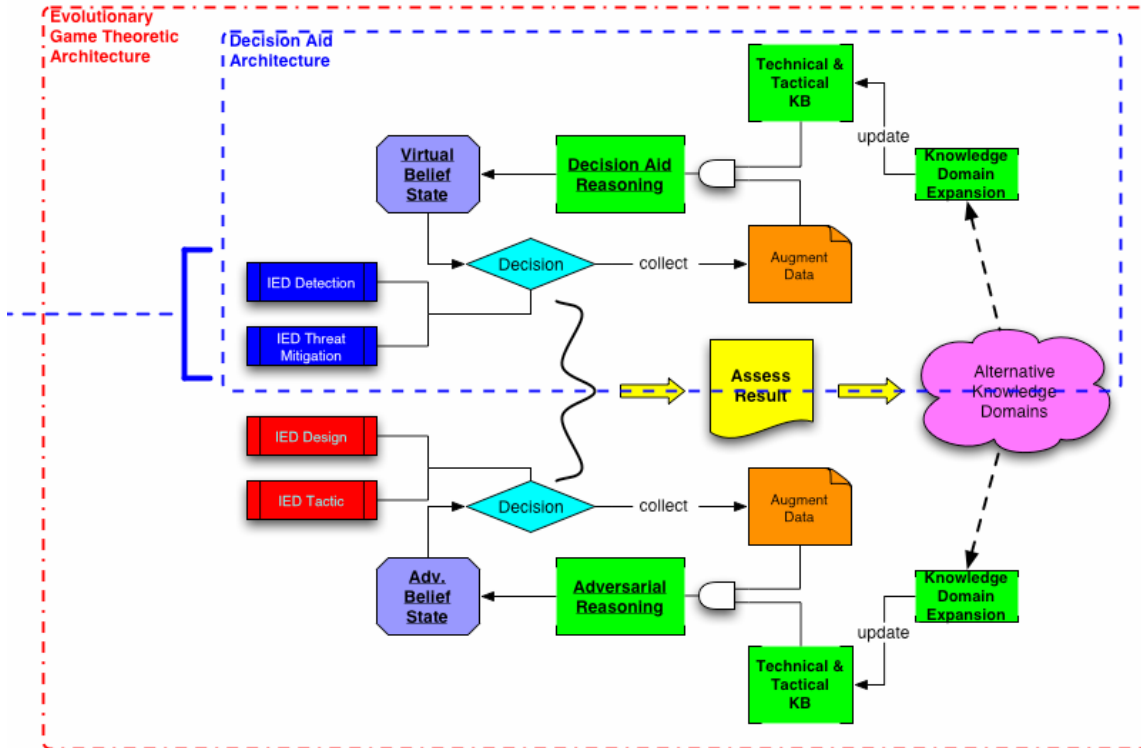 Evolutionary
Game Theoretic
Architecture
Decision Aid
Architecture
Technical &
Tactical
KB
update
Knowledge
Domain
Expansion
Virtual
Belief
State
Decision Aid
Reasoning
IED Detection
Decision
collect
Augment
Data
IED Threat
Mitigation
Assess
Result
Alternative
Knowledge
Domains
IED Design
IED Tactic
Decision
collect
Augment
Data
Adv.
Belief
State
Adversarial
Reasoning
Knowledge
Domain
Expansion
update
Technical &
Tactical
KB